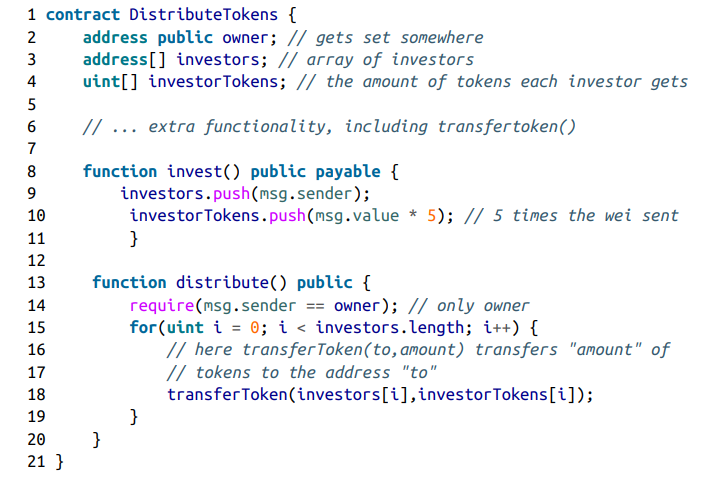 1 contract DistributeTokens {
2     address public owner; // gets set somewhere
3     address[] investors; // array of investors
4     uint[] investorTokens; // the amount of tokens each investor gets
5
6     // ... extra functionality, including transfertoken()
7
8     function invest() public payable {
9         investors.push(msg.sender);
10         investorTokens.push(msg.value * 5); // 5 times the wei sent
11         }
12
13     function distribute() public {
14         require(msg.sender == owner); // only owner
15         for(uint i = 0; i < investors.length; i++) {
16             // here transferToken(to,amount) transfers "amount" of
17             // tokens to the address "to"
18             transferToken(investors[i],investorTokens[i]);
19         }
20     }
21 }